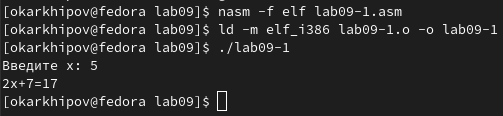 [okarkhipov@fedora lab09]$ nasm -f elf lab09-1.asm
[okarkhipov@fedora lab09]$ ld -m elf_i386 lab09-1.o -o lab09-1
[okarkhipov@fedora lab09]$ ./lab09-1
Введите x: 5
2x+7=17
[okarkhipov@fedora lab09]$